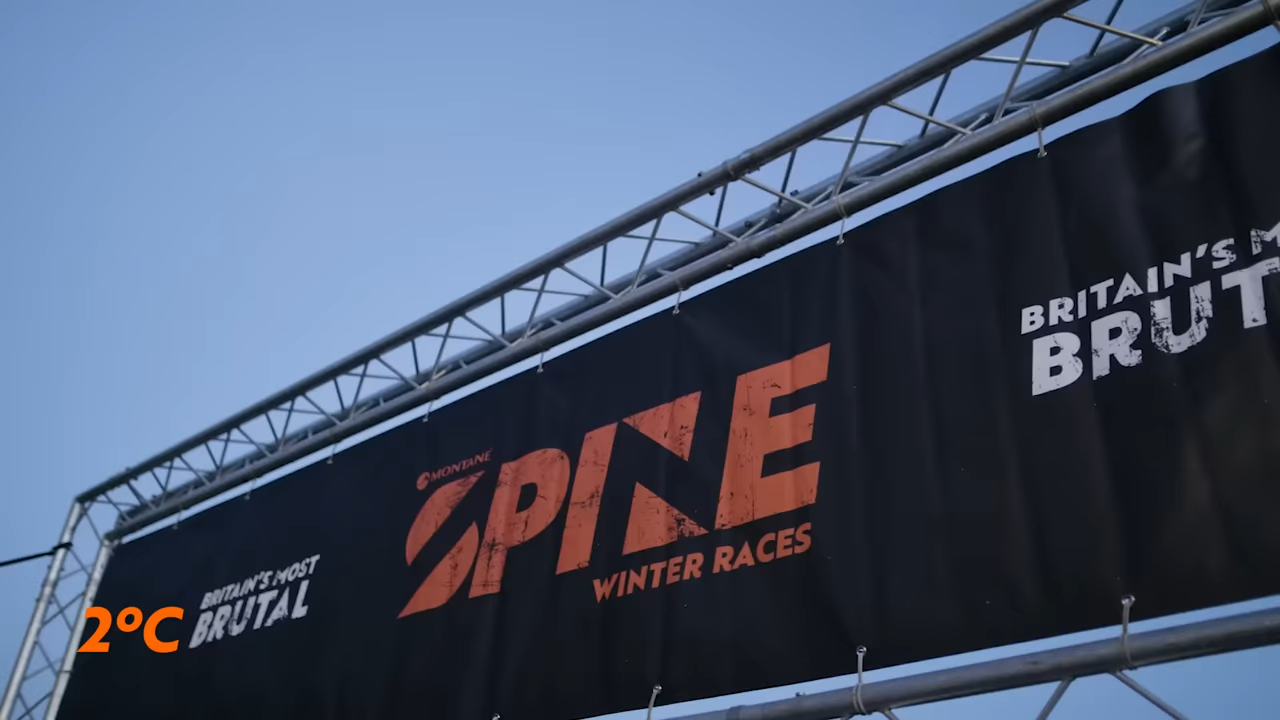 BRITAIN'S M
BRUT
MONTANE
SPINE
WINTER RACES
BRITAIN'S MOST
BRUTAL
2°C